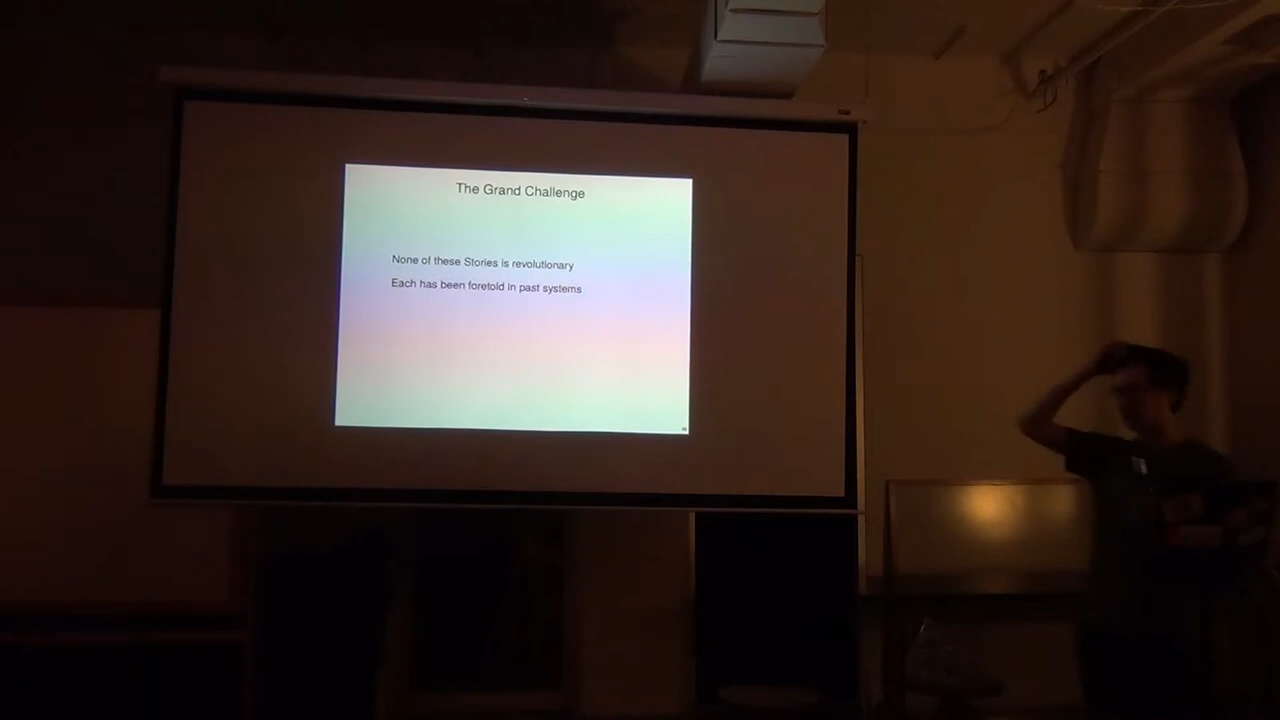 The Grand Challenge
None of these Stories is revolutionary
Each has been foretold in past systems